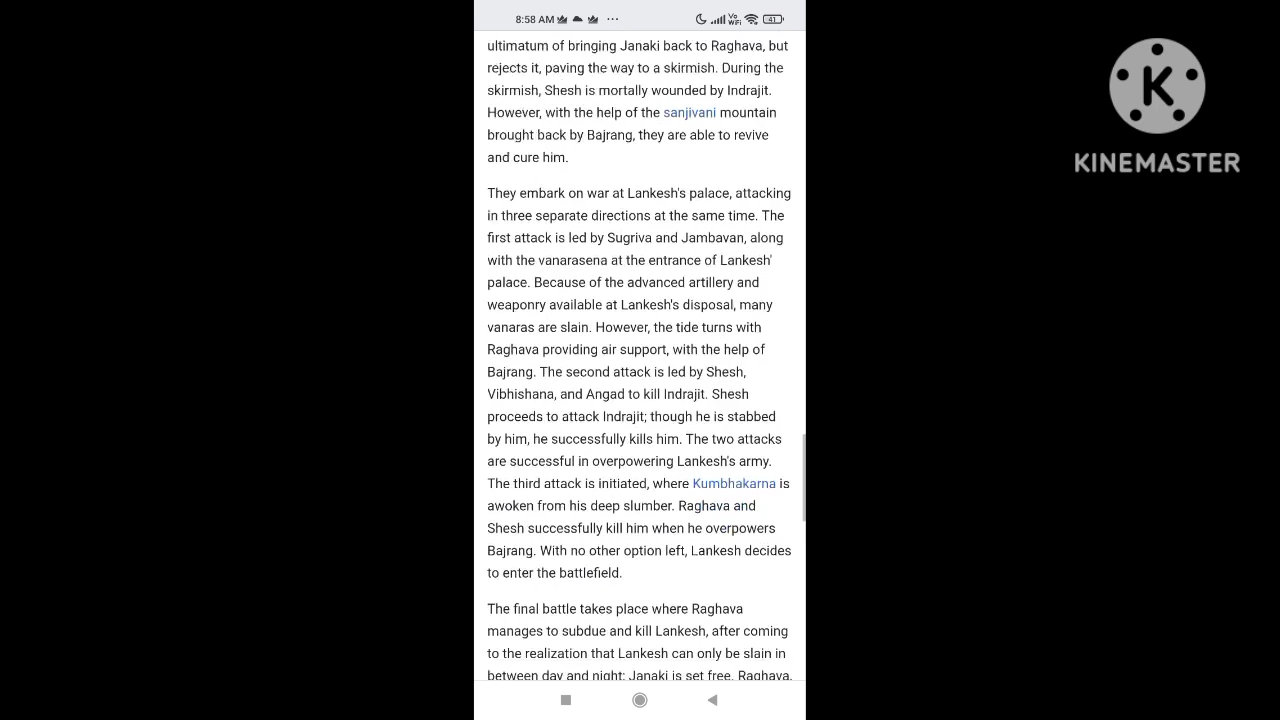 8:58 AM ...
Vo WiFi 41
ultimatum of bringing Janaki back to Raghava, but
rejects it, paving the way to a skirmish. During the
skirmish, Shesh is mortally wounded by Indrajit.
However, with the help of the sanjivani mountain
brought back by Bajrang, they are able to revive
and cure him.
They embark on war at Lankesh's palace, attacking
in three separate directions at the same time. The
first attack is led by Sugriva and Jambavan, along
with the vanarasena at the entrance of Lankesh'
palace. Because of the advanced artillery and
weaponry available at Lankesh's disposal, many
vanaras are slain. However, the tide turns with
Raghava providing air support, with the help of
Bajrang. The second attack is led by Shesh,
Vibhishana, and Angad to kill Indrajit. Shesh
proceeds to attack Indrajit; though he is stabbed
by him, he successfully kills him. The two attacks
are successful in overpowering Lankesh's army.
The third attack is initiated, where Kumbhakarna is
awoken from his deep slumber. Raghava and
Shesh successfully kill him when he overpowers
Bajrang. With no other option left, Lankesh decides
to enter the battlefield.
The final battle takes place where Raghava
manages to subdue and kill Lankesh, after coming
to the realization that Lankesh can only be slain in
between day and night; Janaki is set free. Raghava,
K
KINEMASTER